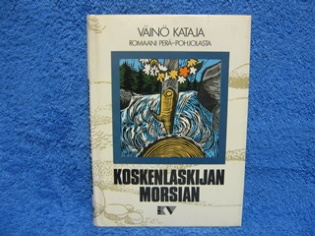 VÄINÖ KATAJA
ROMAANI PERÄ-POHJOLASTA
KOSKENLASKIJAN
MORSIAN
KV